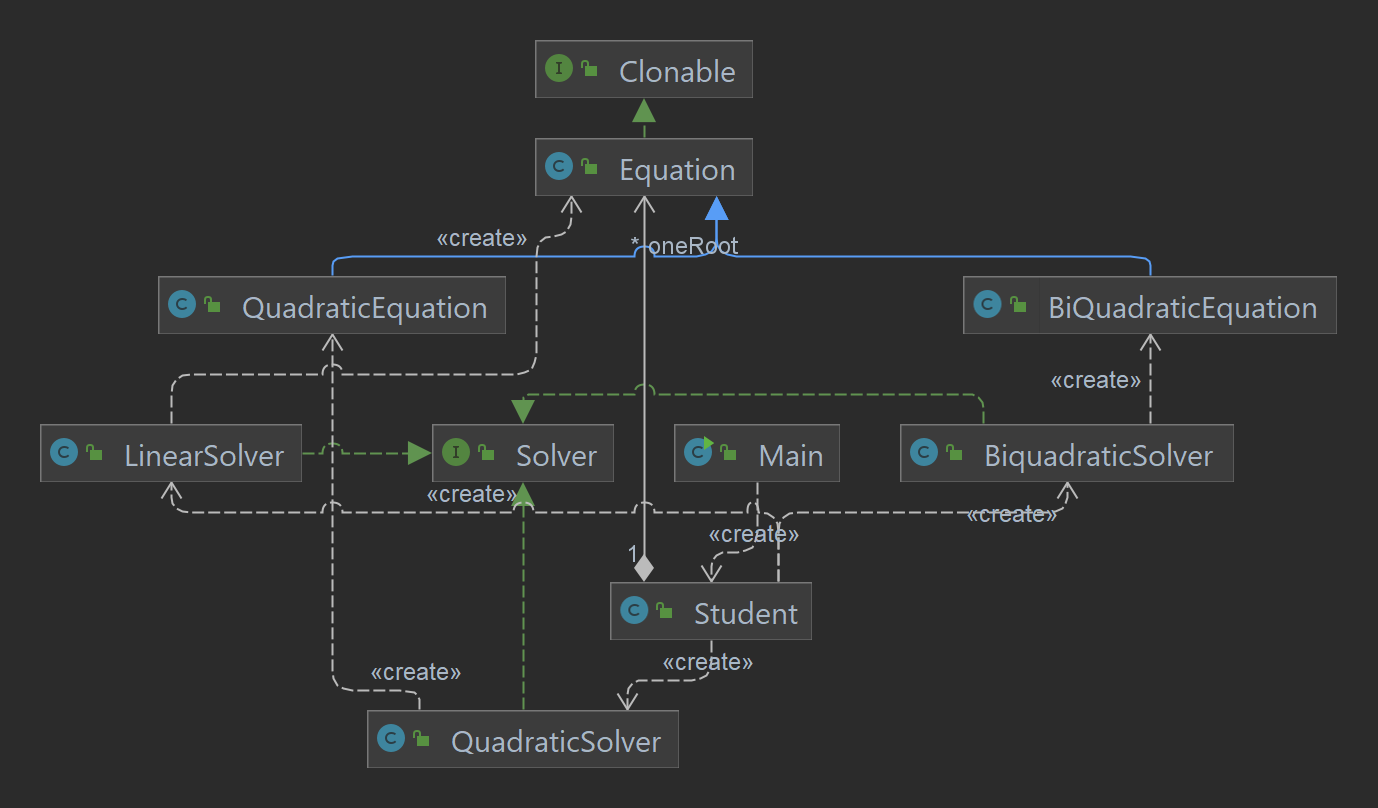 I Clonable
C Equation
«create»
* oneRoot
C QuadraticEquation
C BiQuadraticEquation
«create»
C LinearSolver
I Solver
C Main
C BiquadraticSolver
«create»
«create»
«create»
1
C Student
«create»
«create»
C QuadraticSolver